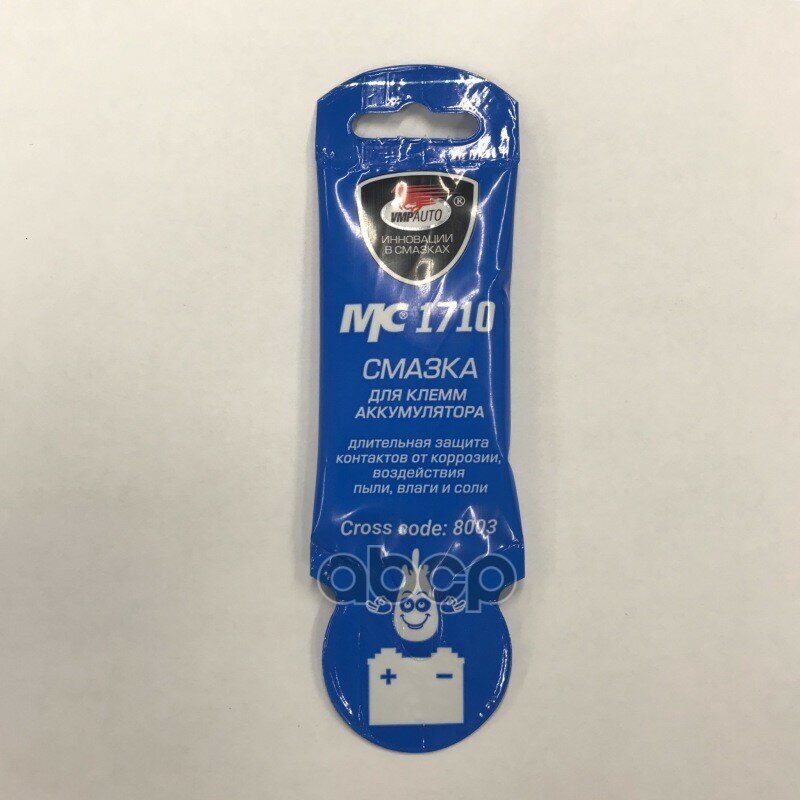 VMPAUTO
®
ИННОВАЦИИ
В СМАЗКАХ
МС® 1710
СМАЗКА
ДЛЯ КЛЕММ
АККУМУЛЯТОРА
ДЛИТЕЛЬНАЯ ЗАЩИТА
КОНТАКТОВ ОТ КОРРОЗИИ,
ВОЗДЕЙСТВИЯ
ПЫЛИ, ВЛАГИ И СОЛИ
Cross code: 8003
abcp
+ −